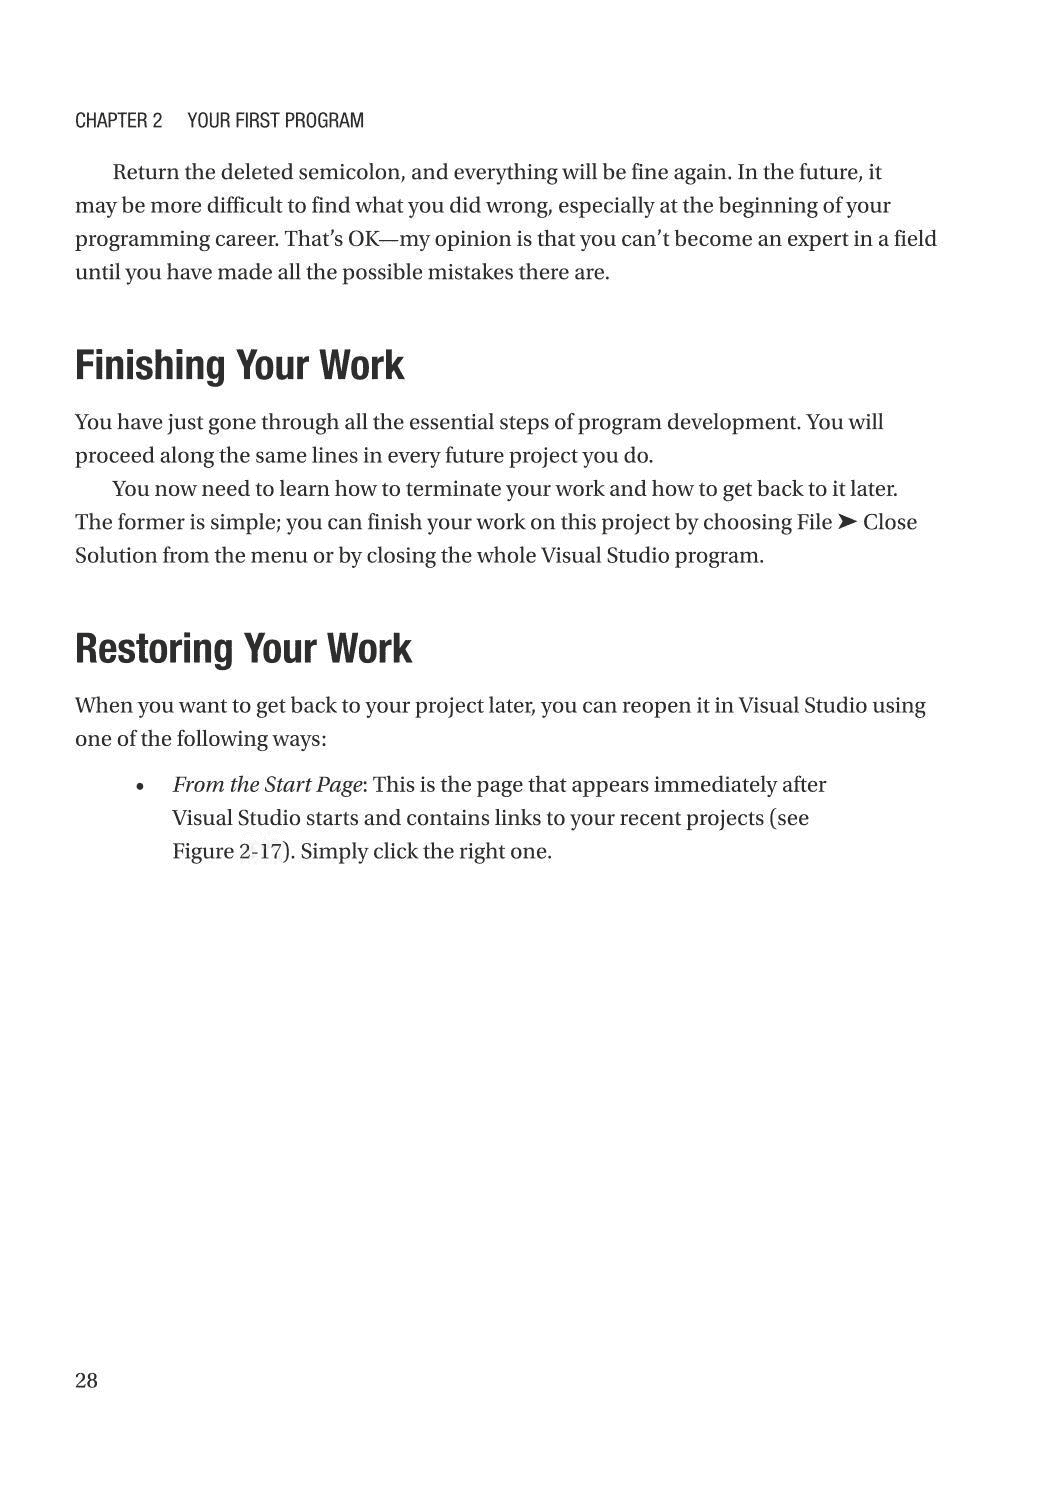 CHAPTER 2 YOUR FIRST PROGRAM
Return the deleted semicolon, and everything will be fine again. In the future, it
may be more difficult to find what you did wrong, especially at the beginning of your
programming career. That’s OK—my opinion is that you can’t become an expert in a field
until you have made all the possible mistakes there are.
Finishing Your Work
You have just gone through all the essential steps of program development. You will
proceed along the same lines in every future project you do.
You now need to learn how to terminate your work and how to get back to it later.
The former is simple; you can finish your work on this project by choosing File ➤ Close
Solution from the menu or by closing the whole Visual Studio program.
Restoring Your Work
When you want to get back to your project later, you can reopen it in Visual Studio using
one of the following ways:
• From the Start Page: This is the page that appears immediately after
Visual Studio starts and contains links to your recent projects (see
Figure 2-17). Simply click the right one.
28